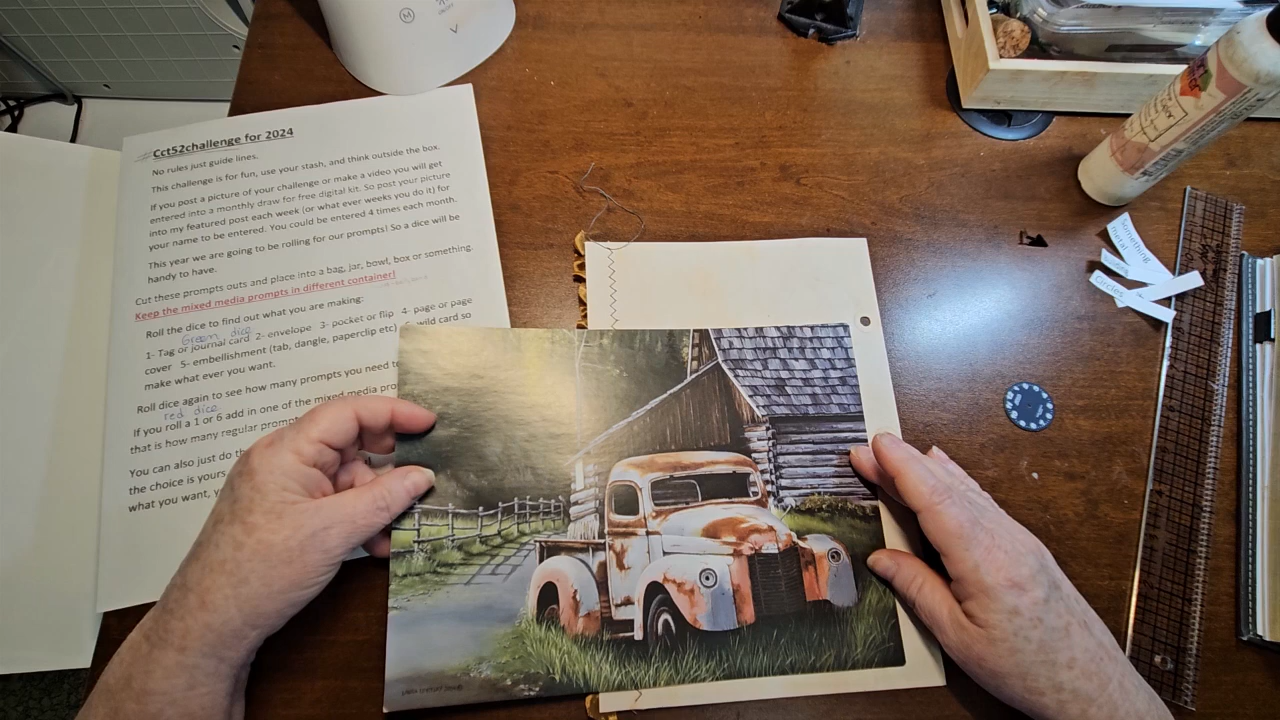 Cct52challenge for 2024
No rules just guide lines.
This challenge is for fun, use your stash, and think outside the box.
If you post a picture of your challenge or make a video you will get
entered into a monthly draw for free digital kit. So post your picture
into my featured post each week (or what ever weeks you do it) for
your name to be entered. You could be entered 4 times each month.
This year we are going to be rolling for our prompts! So a dice will be
handy to have.
Cut these prompts outs and place into a bag, jar, bowl, box or something.
Keep the mixed media prompts in different container!
Roll the dice to find out what you are making:
Green dice
1- Tag or journal card 2- envelope 3- pocket or flip 4- page or page
cover 5- embellishment (tab, dangle, paperclip etc) wild card so
make what ever you want.
Roll dice again to see how many prompts you need t
red dice
If you roll a 1 or 6 add in one of the mixed media pro
that is how many regular promp
You can also just do th
the choice is yours
what you want, y
M
ON/OFF
Something
metal
circles